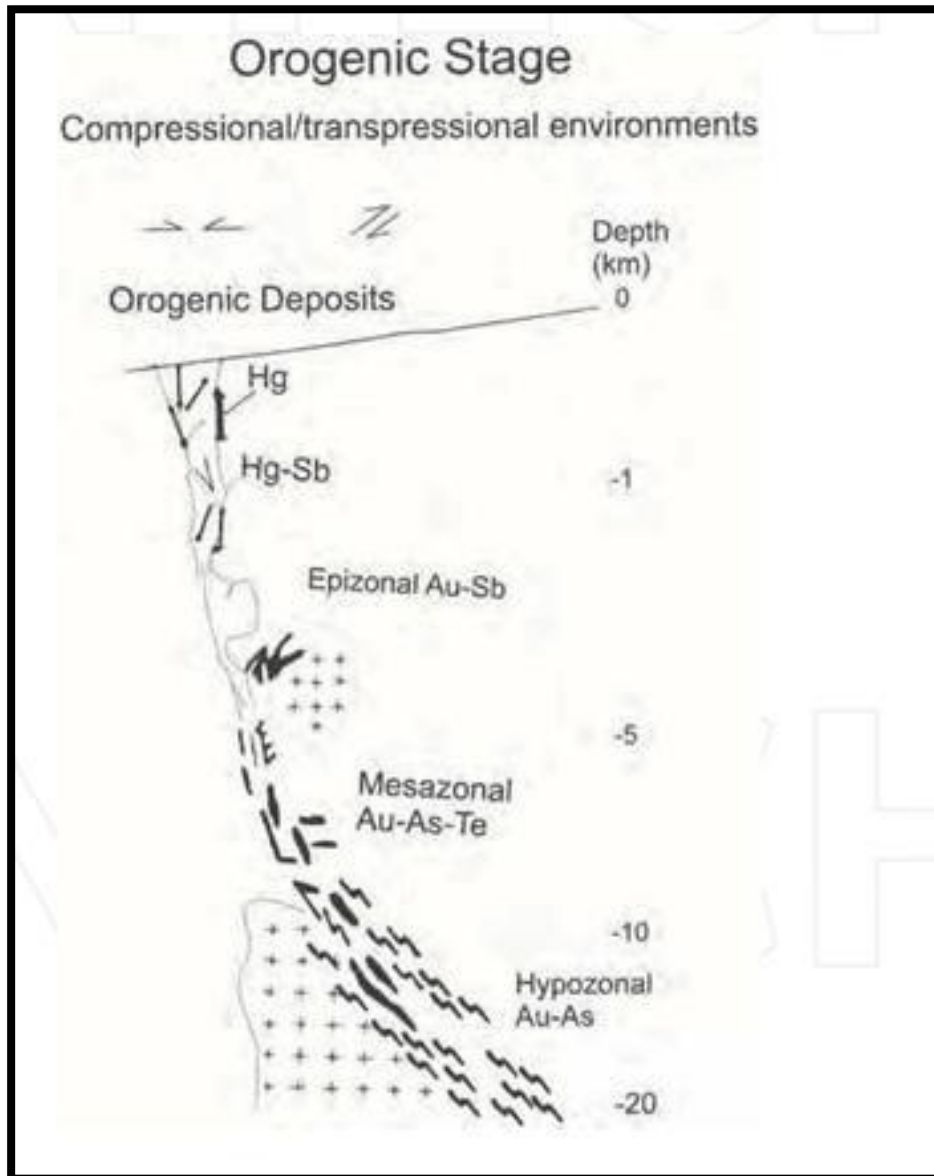 Orogenic Stage
Compressional/transpressional environments
Depth
(km)
Orogenic Deposits
0
Hg
Hg-Sb
-1
Epizonal Au-Sb
-5
Mesazonal
Au-As-Te
-10
Hypozonal
Au-As
-20